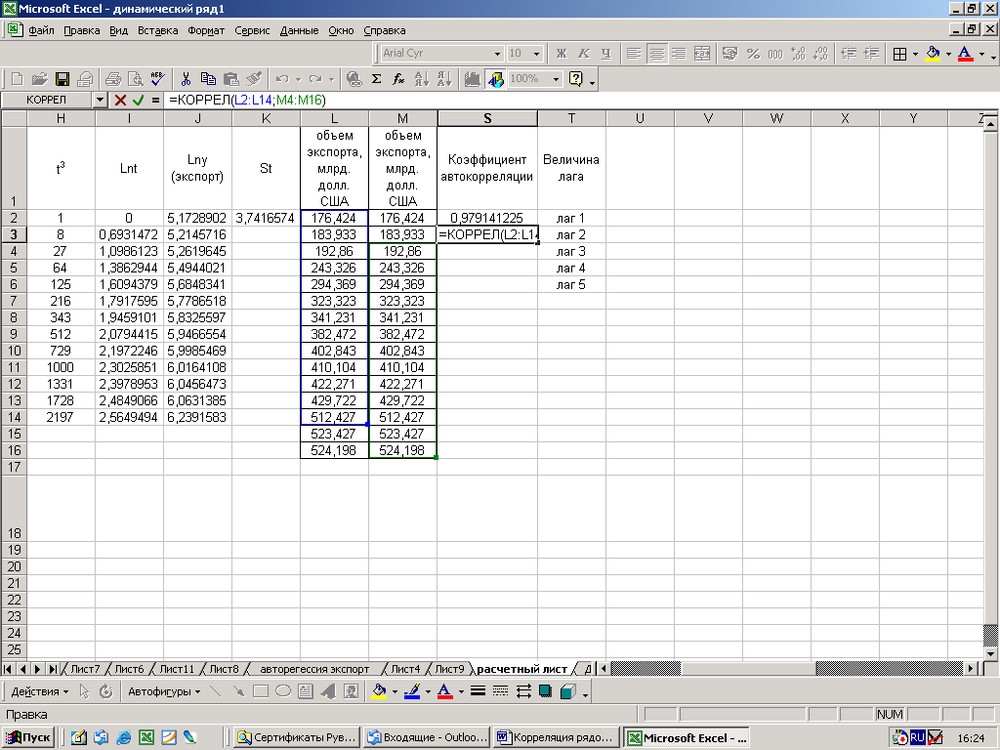 Microsoft Excel - динамический ряд1
Файл Правка Вид Вставка Формат Сервис Данные Окно Справка
Arial Cyr 10 Ж К Ч % 000
100%
КОРРЕЛ =КОРРЕЛ(L2:L14;M4:M16)
H I J K L M S T U V W X Y Z
1 t³ Lnt Lny (экспорт) St объем экспорта, млрд. долл. США объем экспорта, млрд. долл. США Коэффициент автокорреляции Величина лага
2 1 0 5,1728902 3,7416574 176,424 176,424 0,979141225 лаг 1
3 8 0,6931472 5,2145716 183,933 183,933 =КОРРЕЛ(L2:L14 лаг 2
4 27 1,0986123 5,2619645 192,86 192,86 лаг 3
5 64 1,3862944 5,4944021 243,326 243,326 лаг 4
6 125 1,6094379 5,6848341 294,369 294,369 лаг 5
7 216 1,7917595 5,7786518 323,323 323,323
8 343 1,9459101 5,8325597 341,231 341,231
9 512 2,0794415 5,9466554 382,472 382,472
10 729 2,1972246 5,9985469 402,843 402,843
11 1000 2,3025851 6,0164108 410,104 410,104
12 1331 2,3978953 6,0456473 422,271 422,271
13 1728 2,4849066 6,0631385 429,722 429,722
14 2197 2,5649494 6,2391583 512,427 512,427
15 523,427 523,427
16 524,198 524,198
17
18
19
20
21
22
23
24
25
Лист7 Лист6 Лист11 Лист8 авторегессия экспорт Лист4 Лист9 расчетный лист Д
Действия Автофигуры
Правка NUM
Пуск Сертификаты Рув... Входящие - Outloo... Корреляция рядо... Microsoft Excel - ... RU 16:24